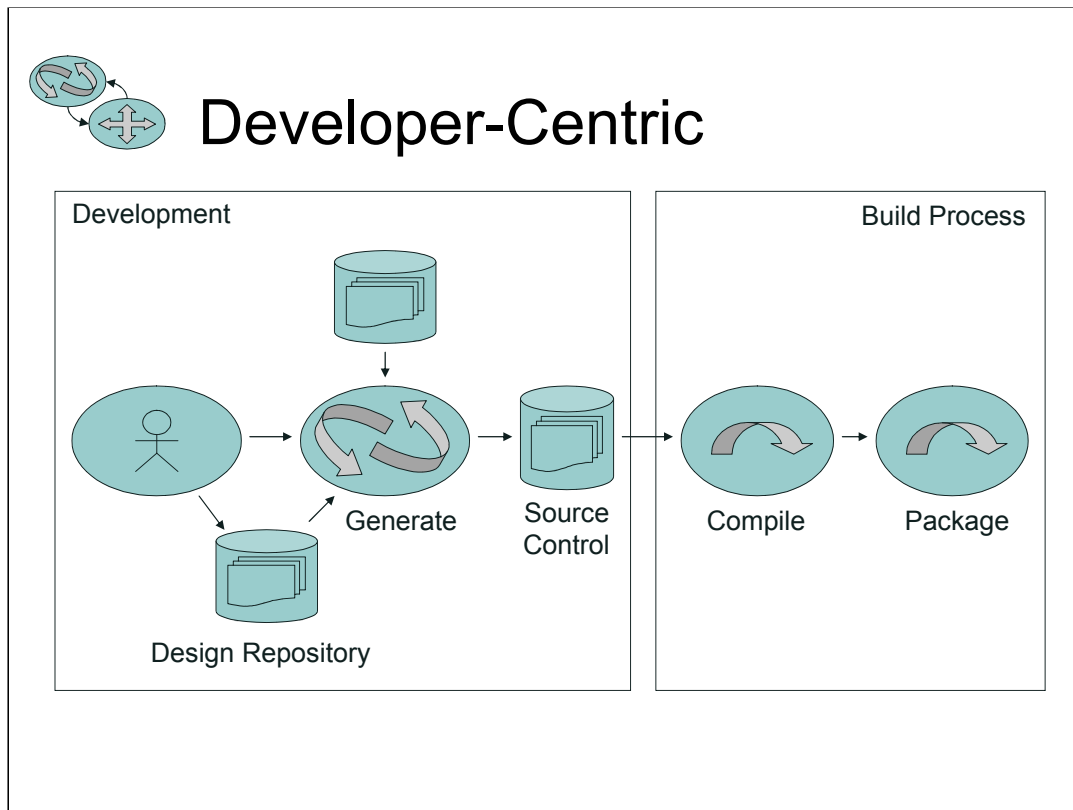 Developer-Centric
Development
Build Process
Generate
Source
Control
Compile
Package
Design Repository